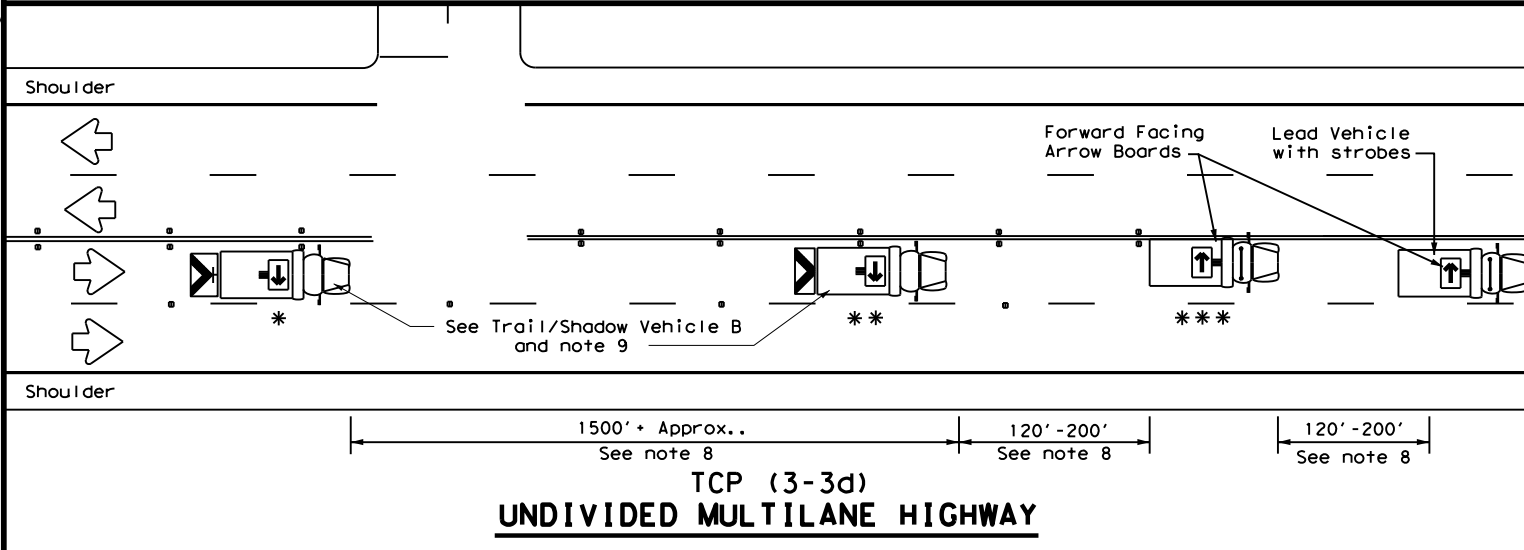 Shoulder
Forward Facing
Arrow Boards
Lead Vehicle
with strobes
*
**
***
See Trail/Shadow Vehicle B
and note 9
Shoulder
1500'+ Approx..
See note 8
120'-200'
See note 8
120'-200'
See note 8
TCP (3-3d)
UNDIVIDED MULTILANE HIGHWAY